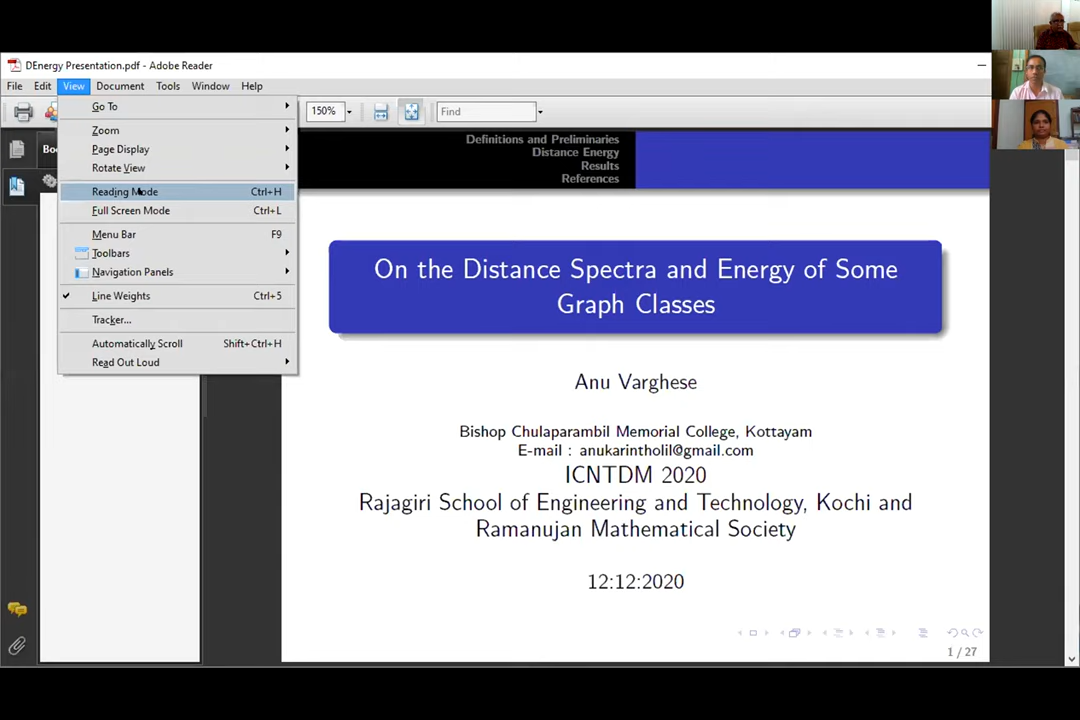 DEnergy Presentation.pdf - Adobe Reader
File Edit View Document Tools Window Help
150% Find
Go To
Zoom
Page Display
Rotate View
Reading Mode Ctrl+H
Full Screen Mode Ctrl+L
Menu Bar F9
Toolbars
Navigation Panels
Line Weights Ctrl+5
Tracker...
Automatically Scroll Shift+Ctrl+H
Read Out Loud
Definitions and Preliminaries
Distance Energy
Results
References
On the Distance Spectra and Energy of Some
Graph Classes
Anu Varghese
Bishop Chulaparambil Memorial College, Kottayam
E-mail : anukarintholil@gmail.com
ICNTDM 2020
Rajagiri School of Engineering and Technology, Kochi and
Ramanujan Mathematical Society
12:12:2020
1 / 27